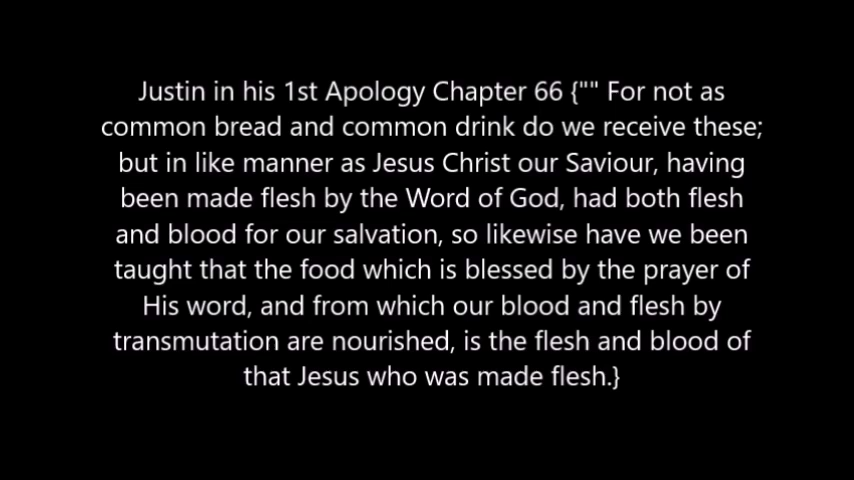 Justin in his 1st Apology Chapter 66 {"" For not as
common bread and common drink do we receive these;
but in like manner as Jesus Christ our Saviour, having
been made flesh by the Word of God, had both flesh
and blood for our salvation, so likewise have we been
taught that the food which is blessed by the prayer of
His word, and from which our blood and flesh by
transmutation are nourished, is the flesh and blood of
that Jesus who was made flesh.}